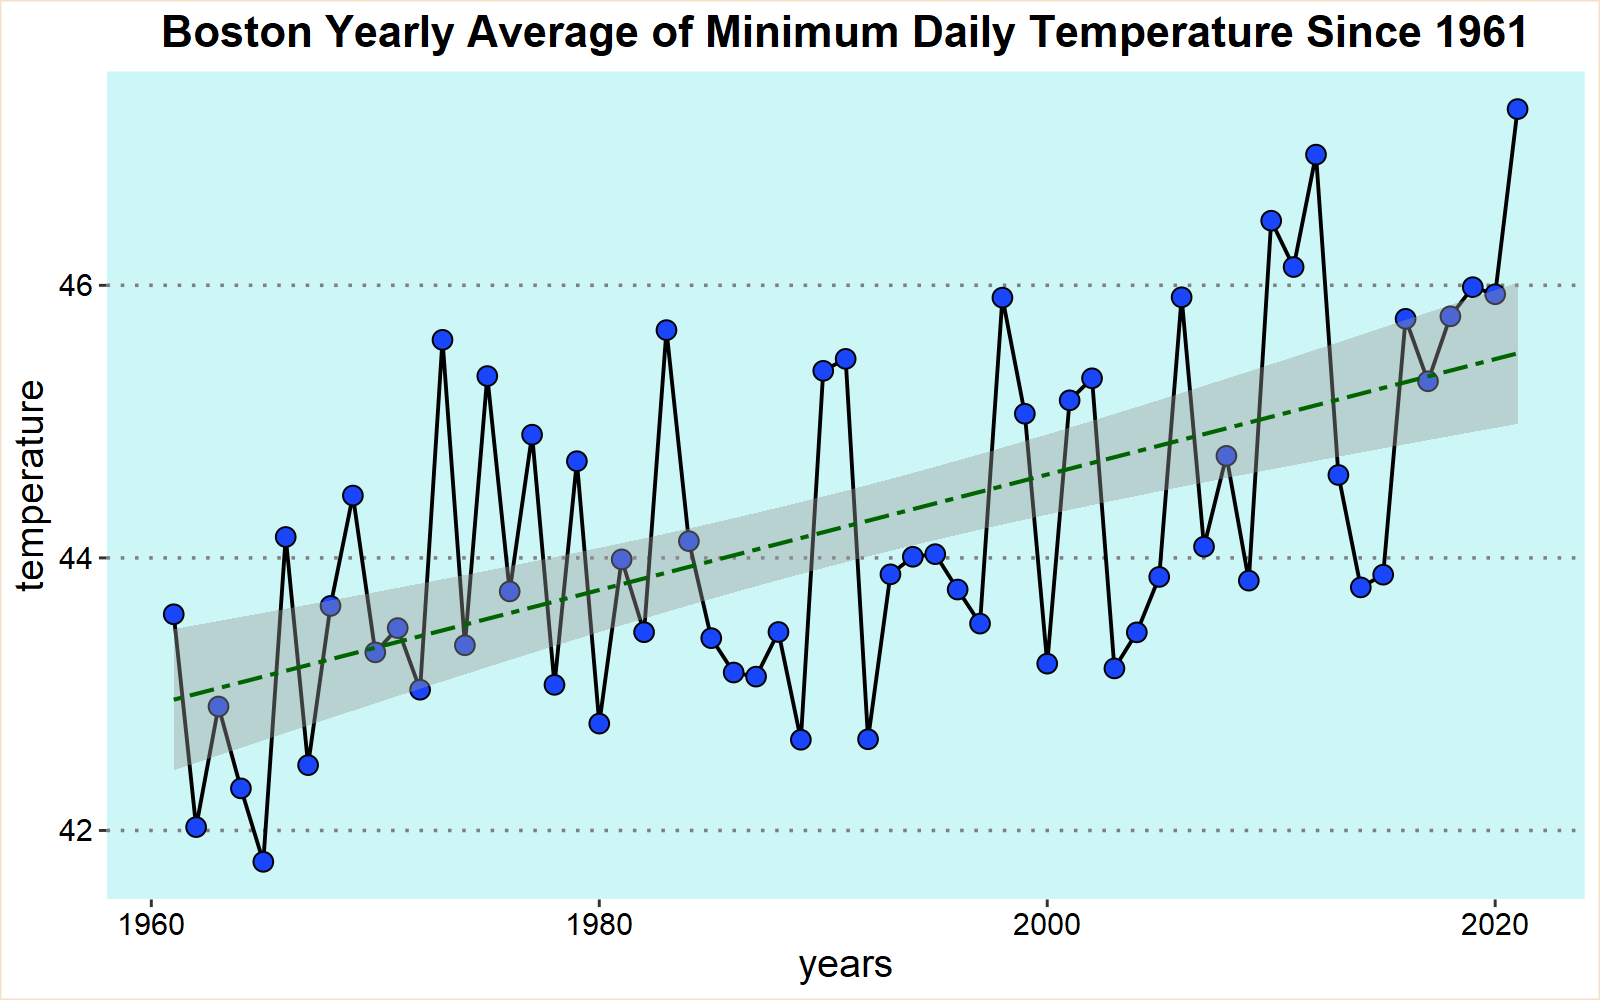 Boston Yearly Average of Minimum Daily Temperature Since 1961
temperature
46
44
42
1960 1980 2000 2020
years